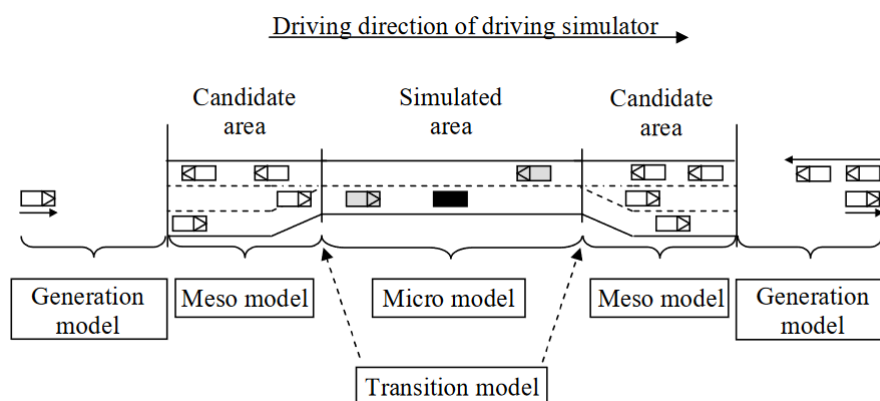 Driving direction of driving simulator
Candidate area
Simulated area
Candidate area
Generation model
Meso model
Micro model
Meso model
Generation model
Transition model